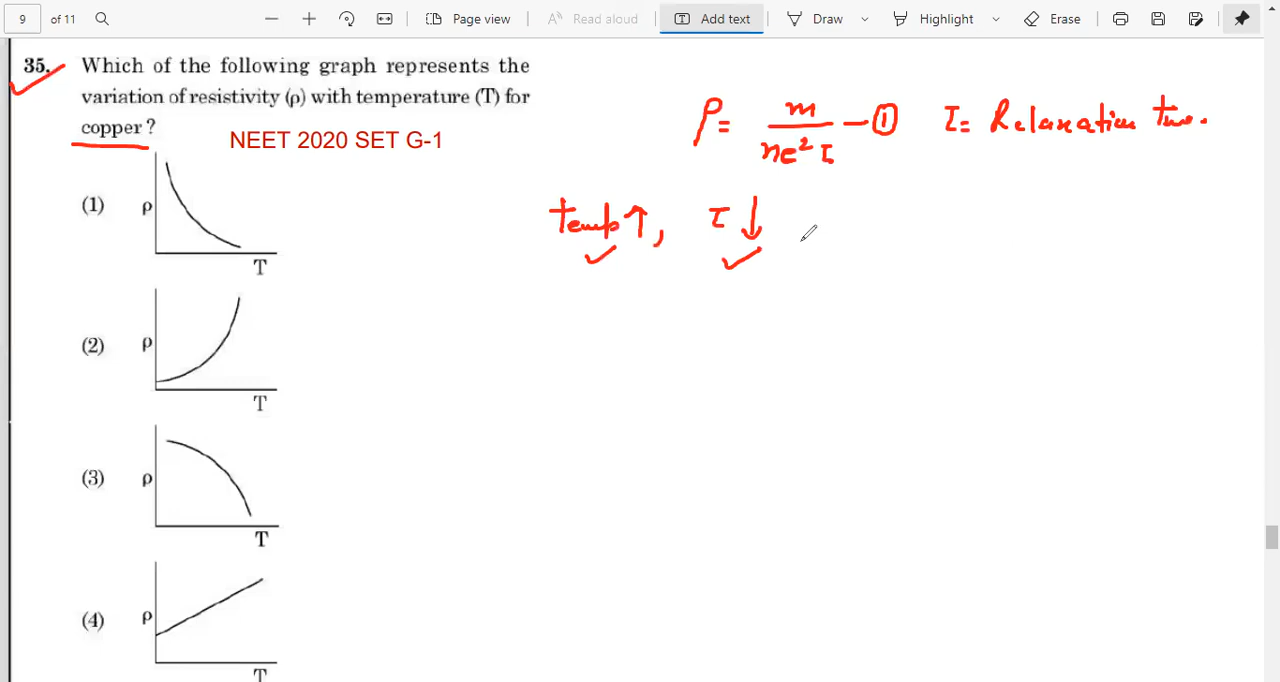 9 of 11 Page view Read aloud Add text Draw Highlight Erase
35. Which of the following graph represents the
variation of resistivity (ρ) with temperature (T) for
copper ?
NEET 2020 SET G-1
ρ = m / ne² τ — ① τ = Relaxation time.
temp ↑, τ ↓
(1) ρ
T
(2) ρ
T
(3) ρ
T
(4) ρ
T